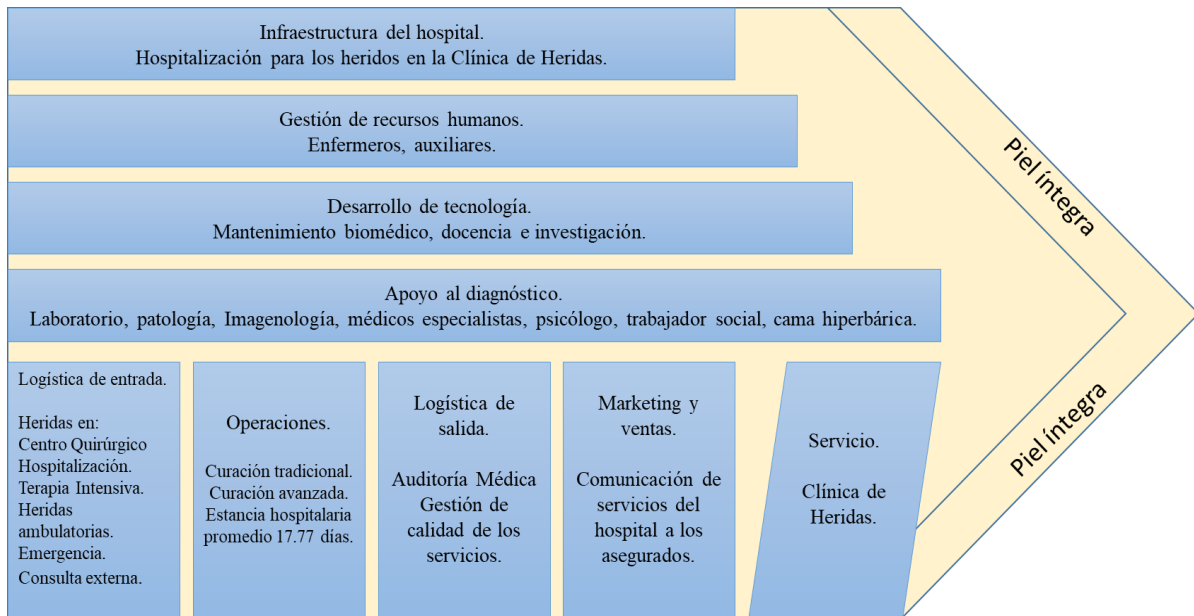 Infraestructura del hospital.
Hospitalización para los heridos en la Clínica de Heridas.
Gestión de recursos humanos.
Enfermeros, auxiliares.
Desarrollo de tecnología.
Mantenimiento biomédico, docencia e investigación.
Apoyo al diagnóstico.
Laboratorio, patología, Imagenología, médicos especialistas, psicólogo, trabajador social, cama hiperbárica.
Logística de entrada.
Heridas en:
Centro Quirúrgico
Hospitalización.
Terapia Intensiva.
Heridas
ambulatorias.
Emergencia.
Consulta externa.
Operaciones.
Curación tradicional.
Curación avanzada.
Estancia hospitalaria
promedio 17.77 días.
Logística de
salida.
Auditoría Médica
Gestión de
calidad de los
servicios.
Marketing y
ventas.
Comunicación de
servicios del
hospital a los
asegurados.
Servicio.
Clínica de
Heridas.
Piel íntegra
Piel íntegra